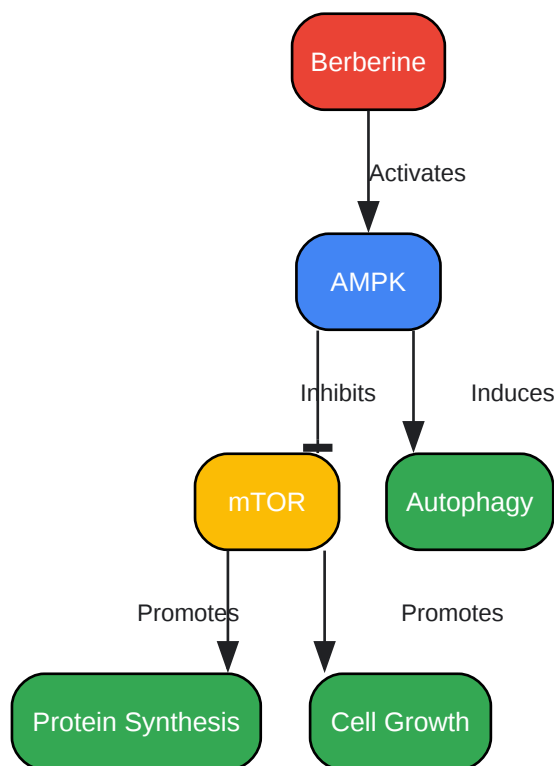 Berberine
Activates
AMPK
Inhibits
Induces
mTOR
Autophagy
Promotes
Promotes
Protein Synthesis
Cell Growth